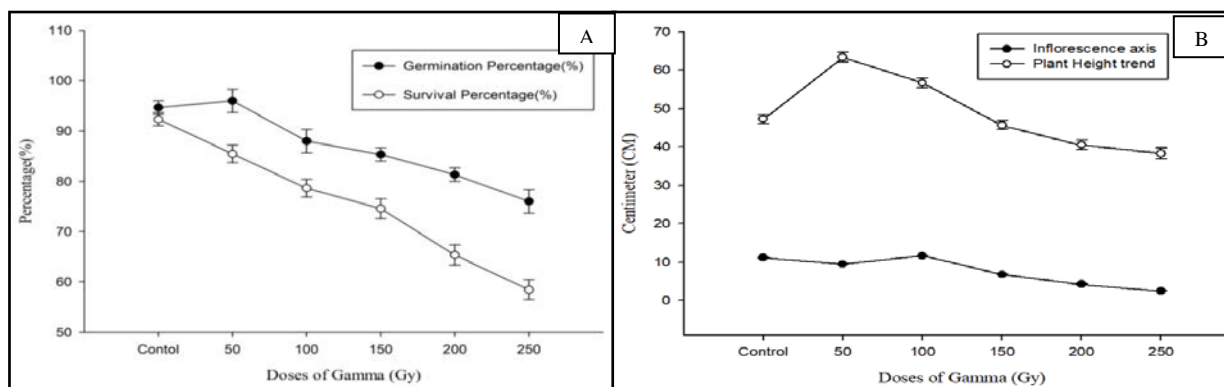 A
110
100
90
80
70
60
50
Percentage(%)
Germination Percentage(%)
Survival Percentage(%)
Contol 50 100 150 200 250
Doses of Gamma (Gy)
B
70
60
50
40
30
20
10
0
Centimeter (CM)
Inflorescence axis
Plant Height trend
Control 50 100 150 200 250
Doses of Gamma (Gy)